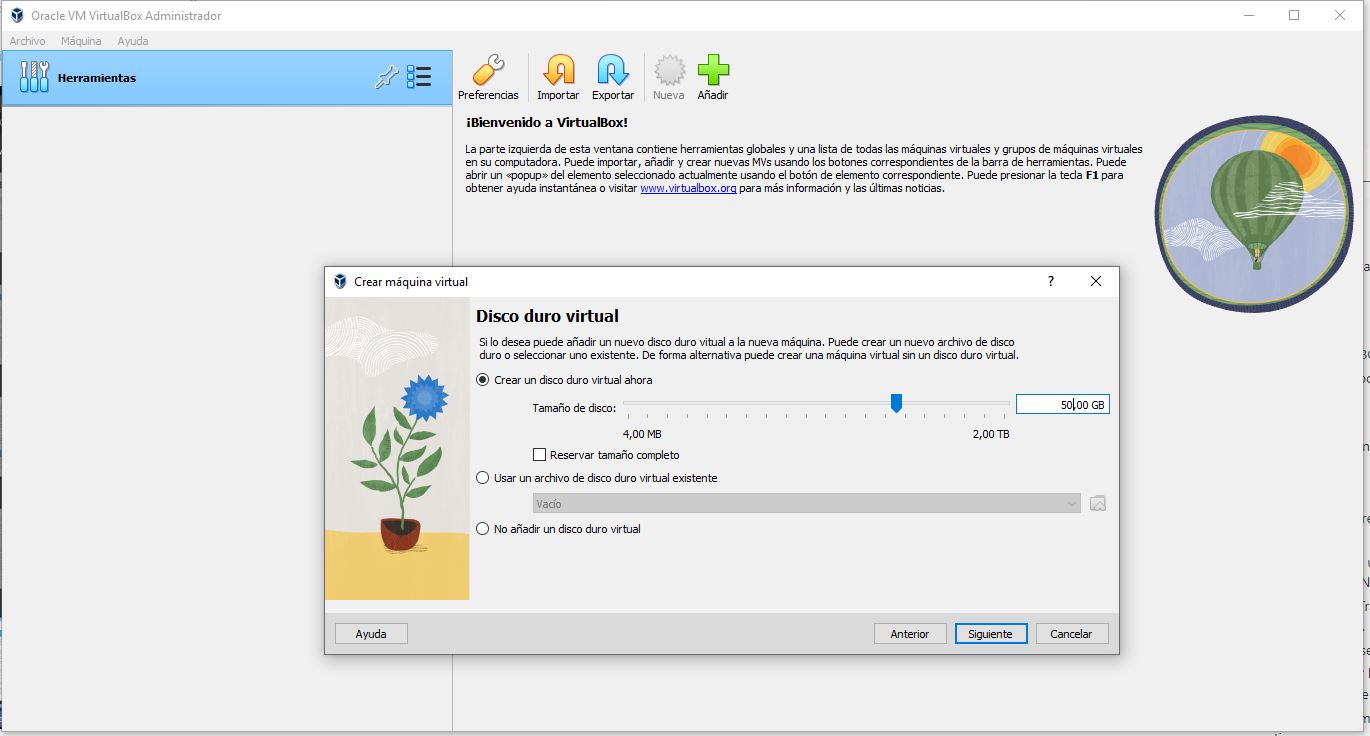 Oracle VM VirtualBox Administrador
Archivo Máquina Ayuda
Herramientas
Preferencias Importar Exportar Nueva Añadir
¡Bienvenido a VirtualBox!
La parte izquierda de esta ventana contiene herramientas globales y una lista de todas las máquinas virtuales y grupos de máquinas virtuales
en su computadora. Puede importar, añadir y crear nuevas MVs usando los botones correspondientes de la barra de herramientas. Puede
abrir un «popup» del elemento seleccionado actualmente usando el botón de elemento correspondiente. Puede presionar la tecla F1 para
obtener ayuda instantánea o visitar www.virtualbox.org para más información y las últimas noticias.
Crear máquina virtual
?
Disco duro virtual
Si lo desea puede añadir un nuevo disco duro vitual a la nueva máquina. Puede crear un nuevo archivo de disco
duro o seleccionar uno existente. De forma alternativa puede crear una máquina virtual sin un disco duro virtual.
Crear un disco duro virtual ahora
Tamaño de disco:
50,00 GB
4,00 MB 2,00 TB
Reservar tamaño completo
Usar un archivo de disco duro virtual existente
Vacío
No añadir un disco duro virtual
Ayuda Anterior Siguiente Cancelar